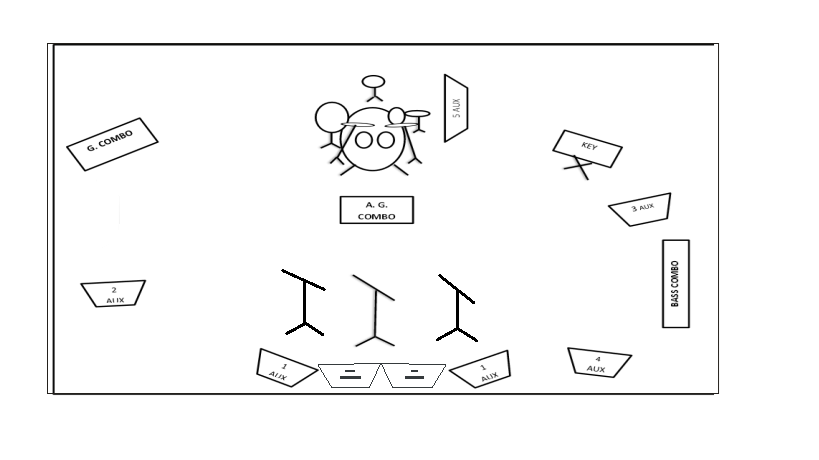 5 AUX
G. COMBO
KEY
A. G.
COMBO
3 AUX
BASS COMBO
2
AUX
1
AUX
1
AUX
4
AUX